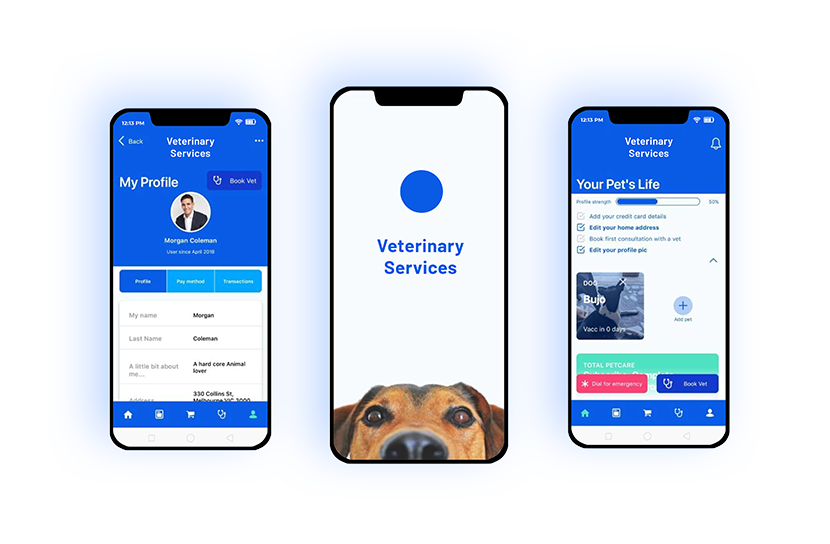 12:13 PM
Back
Veterinary
Services
My Profile
Book Vet
Morgan Coleman
User since April 2018
Profile
Pay method
Transactions
My name
Morgan
Last Name
Coleman
A little bit about
me...
A hard core Animal
lover
Address
330 Collins St,
Melbourne VIC 3000
Veterinary
Services
12:13 PM
Veterinary
Services
Your Pet's Life
Profile strength
50%
Add your credit card details
Edit your home address
Book first consultation with a vet
Edit your profile pic
DOG
Bujo
Vacc in 0 days
Add pet
TOTAL PETCARE
Dial for emergency
Book Vet